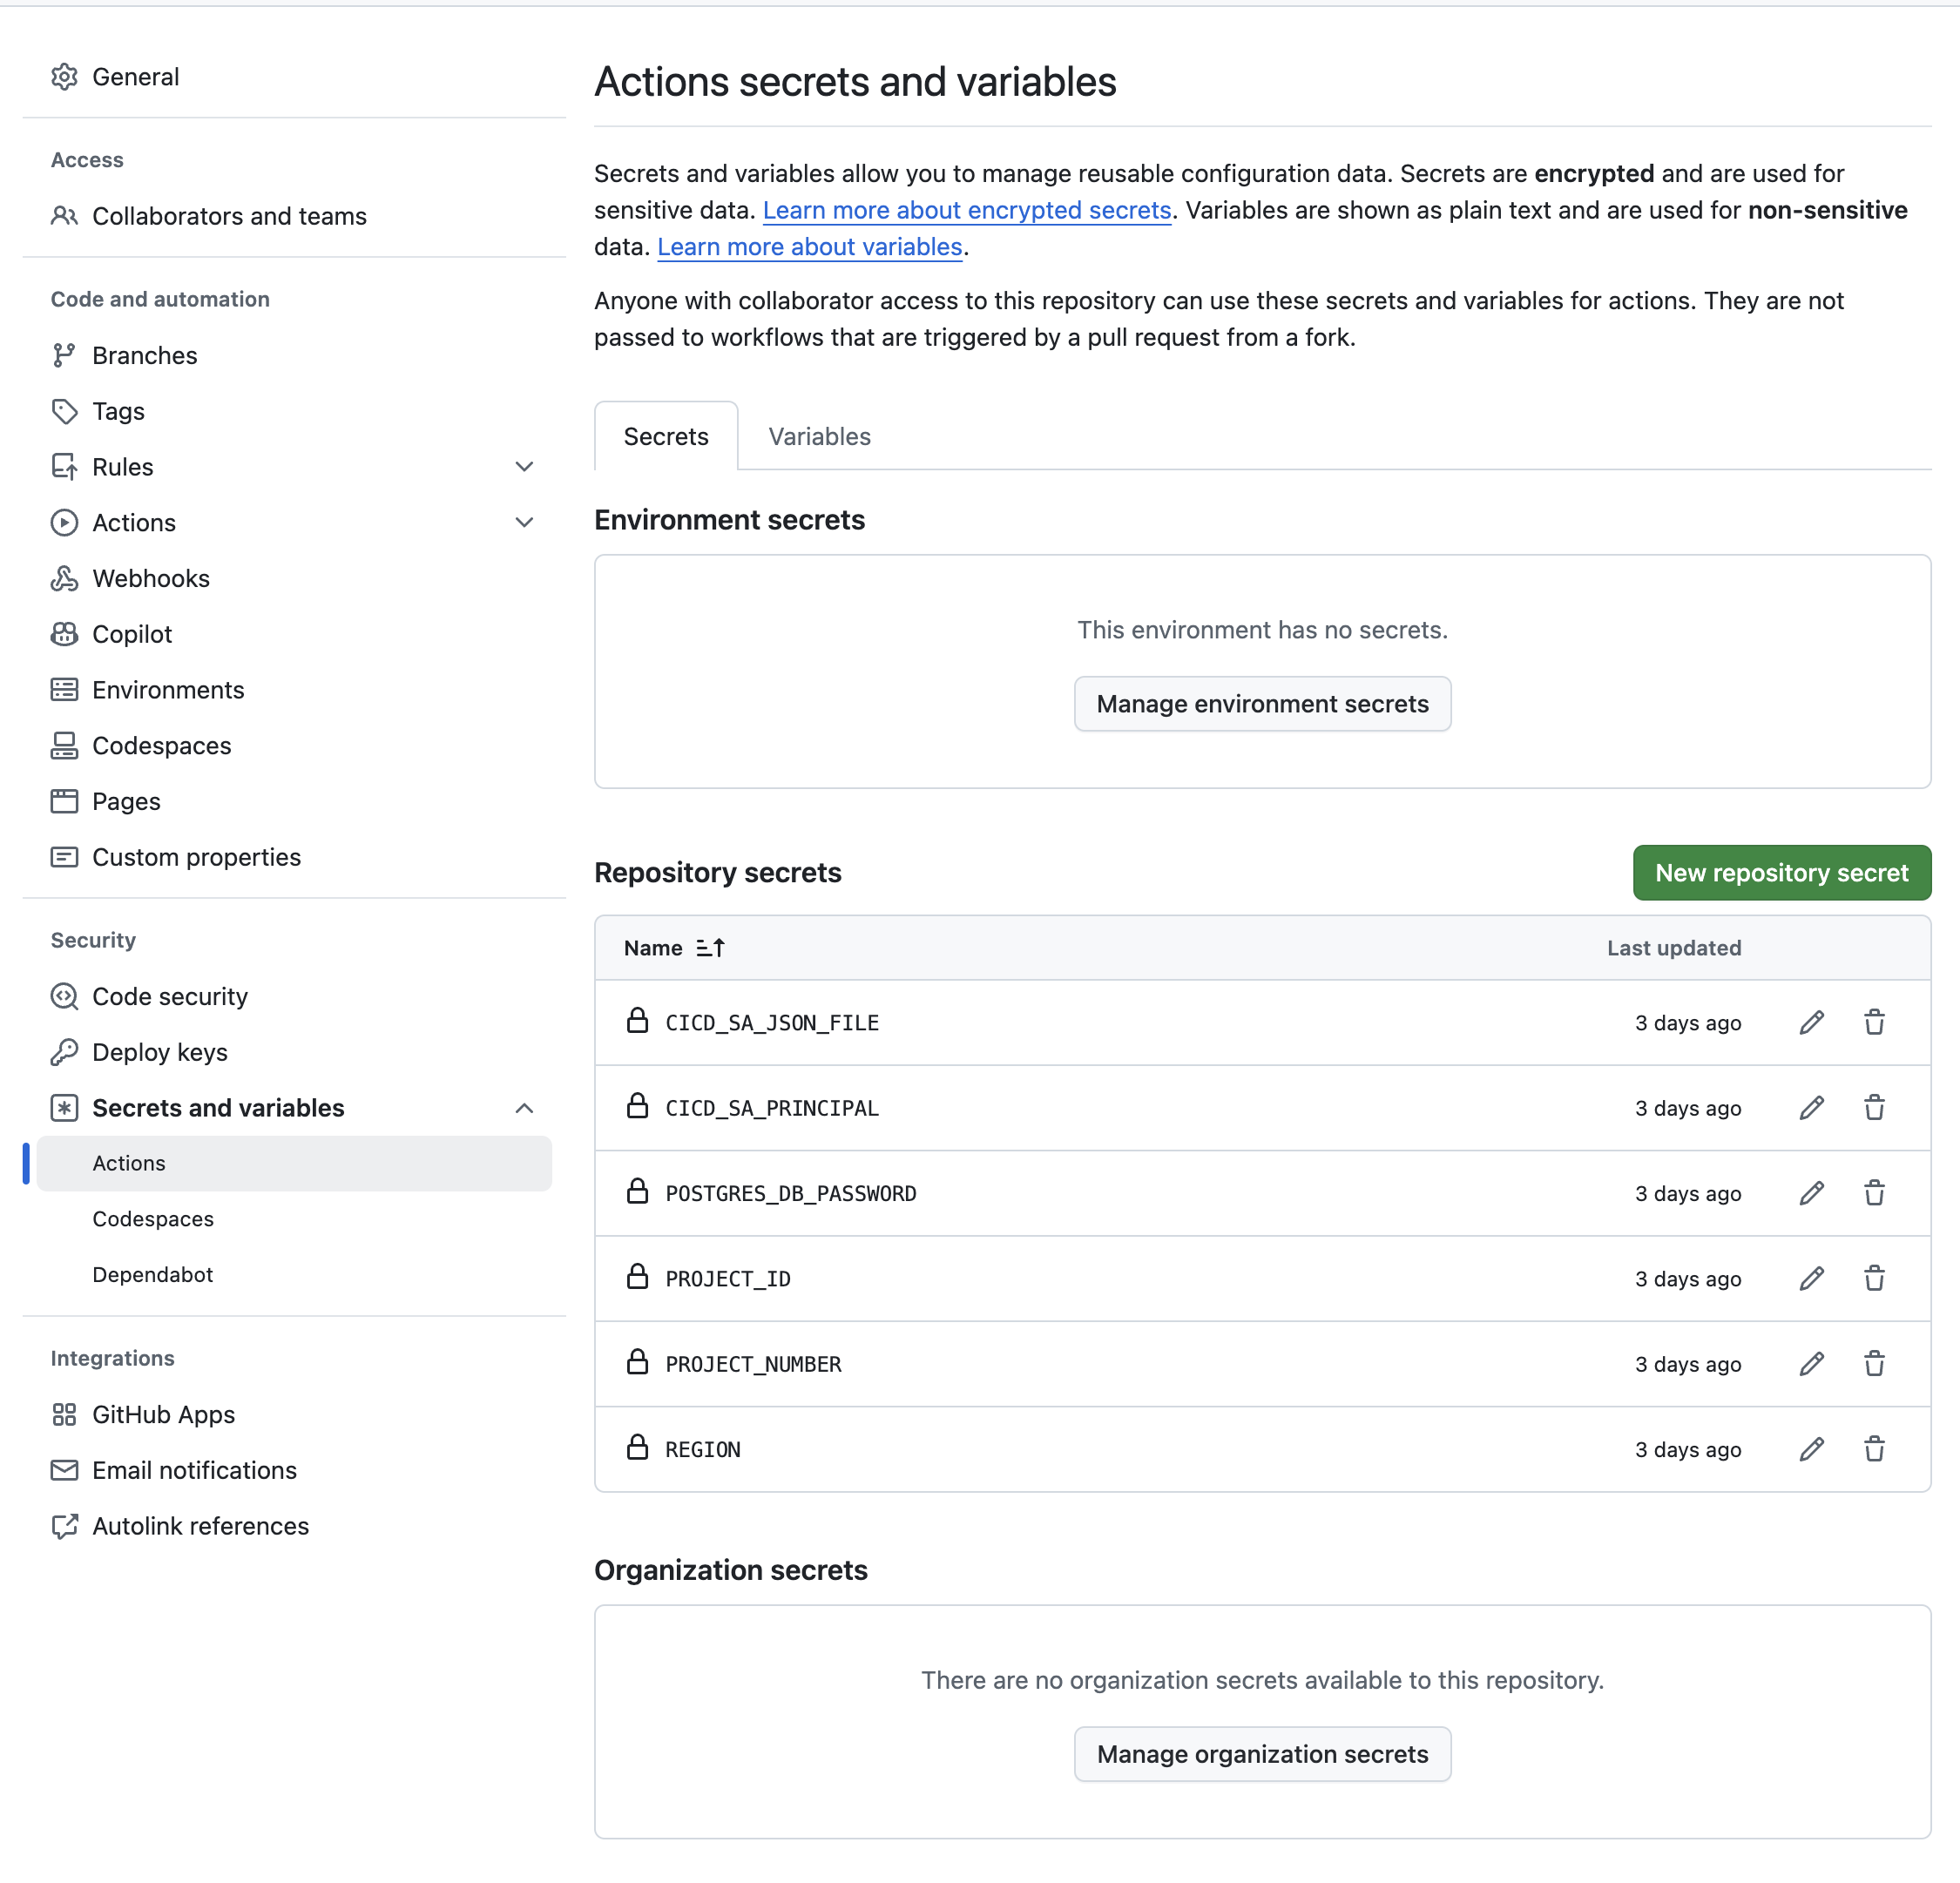 General
Access
Collaborators and teams
Code and automation
Branches
Tags
Rules
Actions
Webhooks
Copilot
Environments
Codespaces
Pages
Custom properties
Security
Code security
Deploy keys
Secrets and variables
Actions
Codespaces
Dependabot
Integrations
GitHub Apps
Email notifications
Autolink references
Actions secrets and variables
Secrets and variables allow you to manage reusable configuration data. Secrets are encrypted and are used for
sensitive data. Learn more about encrypted secrets. Variables are shown as plain text and are used for non-sensitive
data. Learn more about variables.
Anyone with collaborator access to this repository can use these secrets and variables for actions. They are not
passed to workflows that are triggered by a pull request from a fork.
Secrets Variables
Environment secrets
This environment has no secrets.
Manage environment secrets
Repository secrets New repository secret
Name Last updated
CICD_SA_JSON_FILE 3 days ago
CICD_SA_PRINCIPAL 3 days ago
POSTGRES_DB_PASSWORD 3 days ago
PROJECT_ID 3 days ago
PROJECT_NUMBER 3 days ago
REGION 3 days ago
Organization secrets
There are no organization secrets available to this repository.
Manage organization secrets